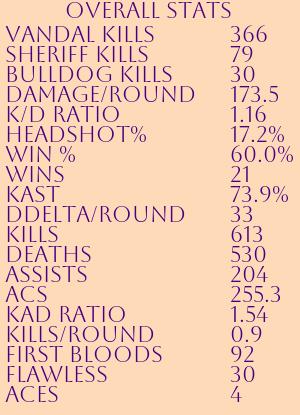 OVERALL STATS
VANDAL KILLS 366
SHERIFF KILLS 79
BULLDOG KILLS 30
DAMAGE/ROUND 173.5
K/D RATIO 1.16
HEADSHOT% 17.2%
WIN % 60.0%
WINS 21
KAST 73.9%
DDELTA/ROUND 33
KILLS 613
DEATHS 530
ASSISTS 204
ACS 255.3
KAD RATIO 1.54
KILLS/ROUND 0.9
FIRST BLOODS 92
FLAWLESS 30
ACES 4